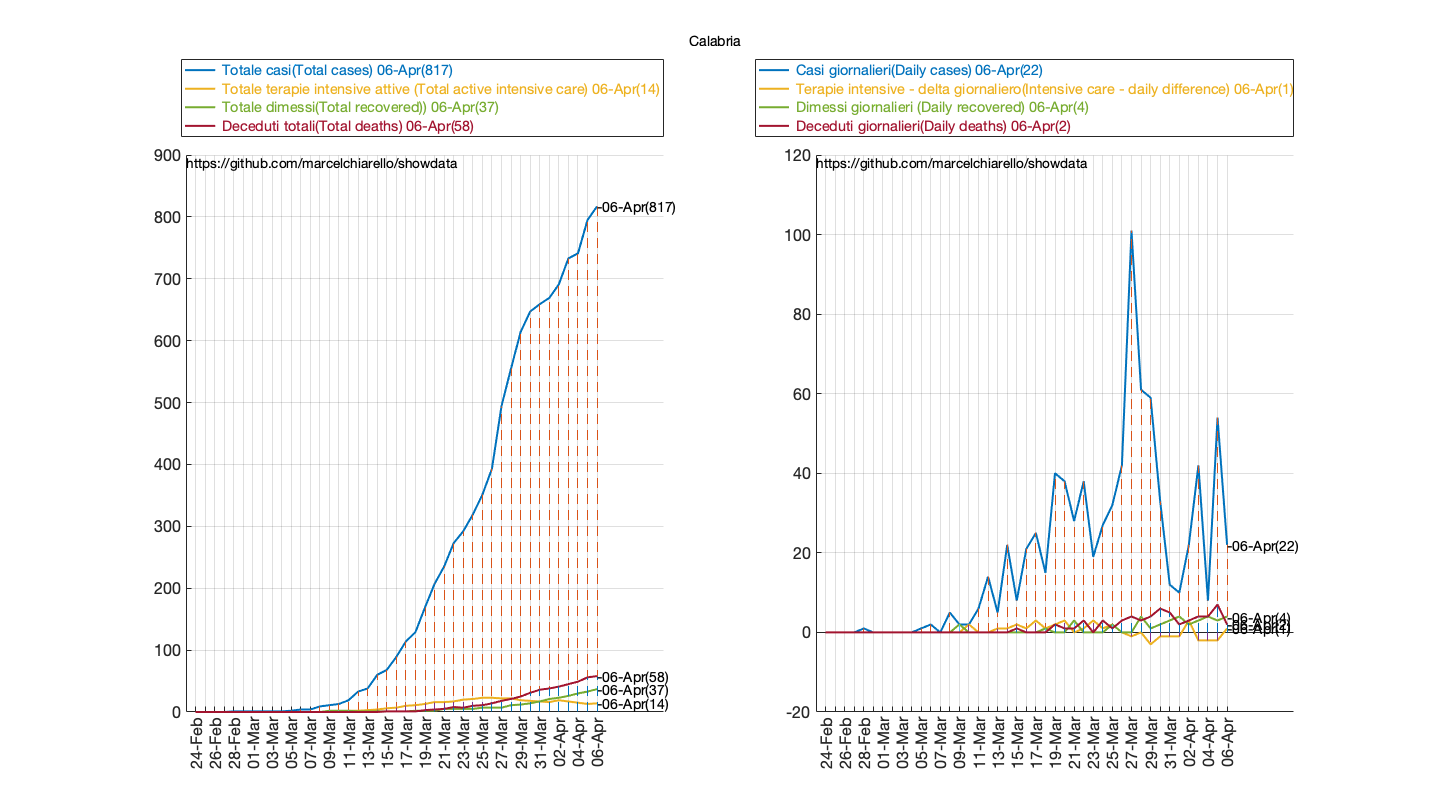 Calabria
Totale casi(Total cases) 06-Apr(817)
Totale terapie intensive attive (Total active intensive care) 06-Apr(14)
Totale dimessi(Total recovered)) 06-Apr(37)
Deceduti totali(Total deaths) 06-Apr(58)
https://github.com/marcelchiarello/showdata
900
800
700
600
500
400
300
200
100
0
-06-Apr(817)
-06-Apr(58)
-06-Apr(37)
-06-Apr(14)
24-Feb
26-Feb
28-Feb
01-Mar
03-Mar
05-Mar
07-Mar
09-Mar
11-Mar
13-Mar
15-Mar
17-Mar
19-Mar
21-Mar
23-Mar
25-Mar
27-Mar
29-Mar
31-Mar
02-Apr
04-Apr
06-Apr
Casi giornalieri(Daily cases) 06-Apr(22)
Terapie intensive - delta giornaliero(Intensive care - daily difference) 06-Apr(1)
Dimessi giornalieri (Daily recovered) 06-Apr(4)
Deceduti giornalieri(Daily deaths) 06-Apr(2)
https://github.com/marcelchiarello/showdata
120
100
80
60
40
20
0
-20
-06-Apr(22)
-06-Apr(4)
-06-Apr(2)
-06-Apr(1)
24-Feb
26-Feb
28-Feb
01-Mar
03-Mar
05-Mar
07-Mar
09-Mar
11-Mar
13-Mar
15-Mar
17-Mar
19-Mar
21-Mar
23-Mar
25-Mar
27-Mar
29-Mar
31-Mar
02-Apr
04-Apr
06-Apr